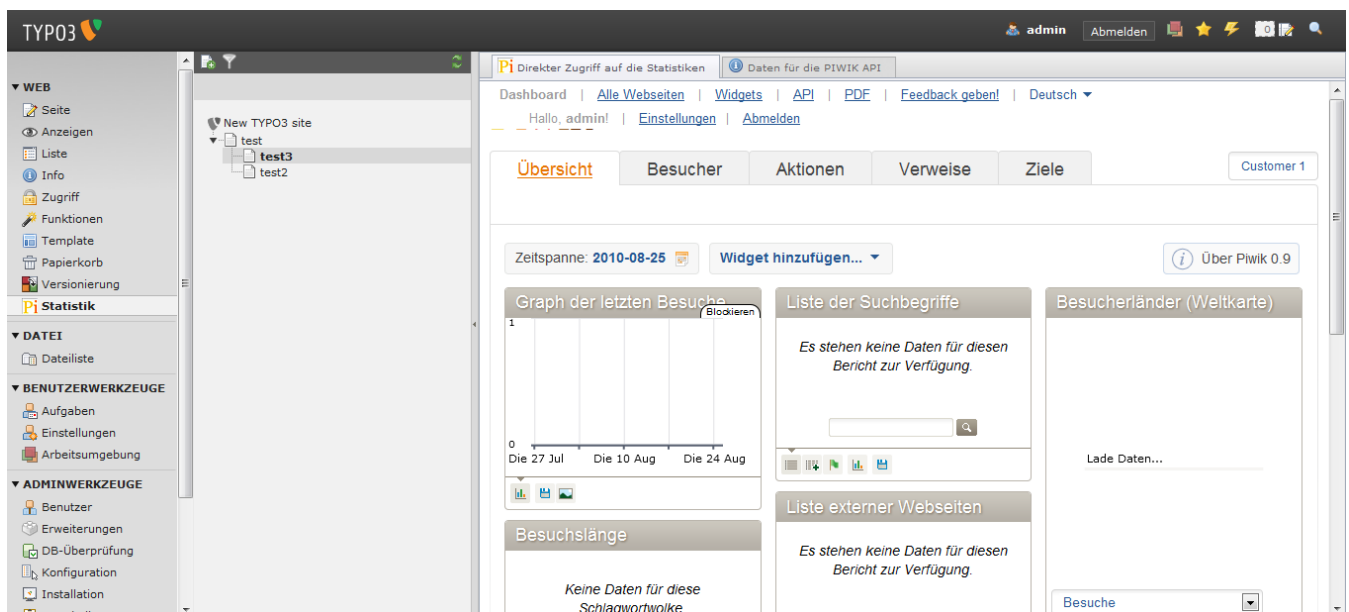 TYPO3
admin
Abmelden
0
WEB
Seite
Anzeigen
Liste
Info
Zugriff
Funktionen
Template
Papierkorb
Versionierung
Pi Statistik
DATEI
Dateiliste
BENUTZERWERKZEUGE
Aufgaben
Einstellungen
Arbeitsumgebung
ADMINWERKZEUGE
Benutzer
Erweiterungen
DB-Überprüfung
Konfiguration
Installation
New TYPO3 site
test
test3
test2
Pi Direkter Zugriff auf die Statistiken
Daten für die PIWIK API
Dashboard | Alle Webseiten | Widgets | API | PDF | Feedback geben! | Deutsch
Hallo, admin! | Einstellungen | Abmelden
Übersicht
Besucher
Aktionen
Verweise
Ziele
Customer 1
Zeitspanne: 2010-08-25
Widget hinzufügen...
Über Piwik 0.9
Graph der letzten Besuche
Blockieren
1
0
Die 27 Jul
Die 10 Aug
Die 24 Aug
Besuchslänge
Keine Daten für diese
Schlagwortwolke
Liste der Suchbegriffe
Es stehen keine Daten für diesen
Bericht zur Verfügung.
Liste externer Webseiten
Es stehen keine Daten für diesen
Bericht zur Verfügung.
Besucherländer (Weltkarte)
Lade Daten...
Besuche